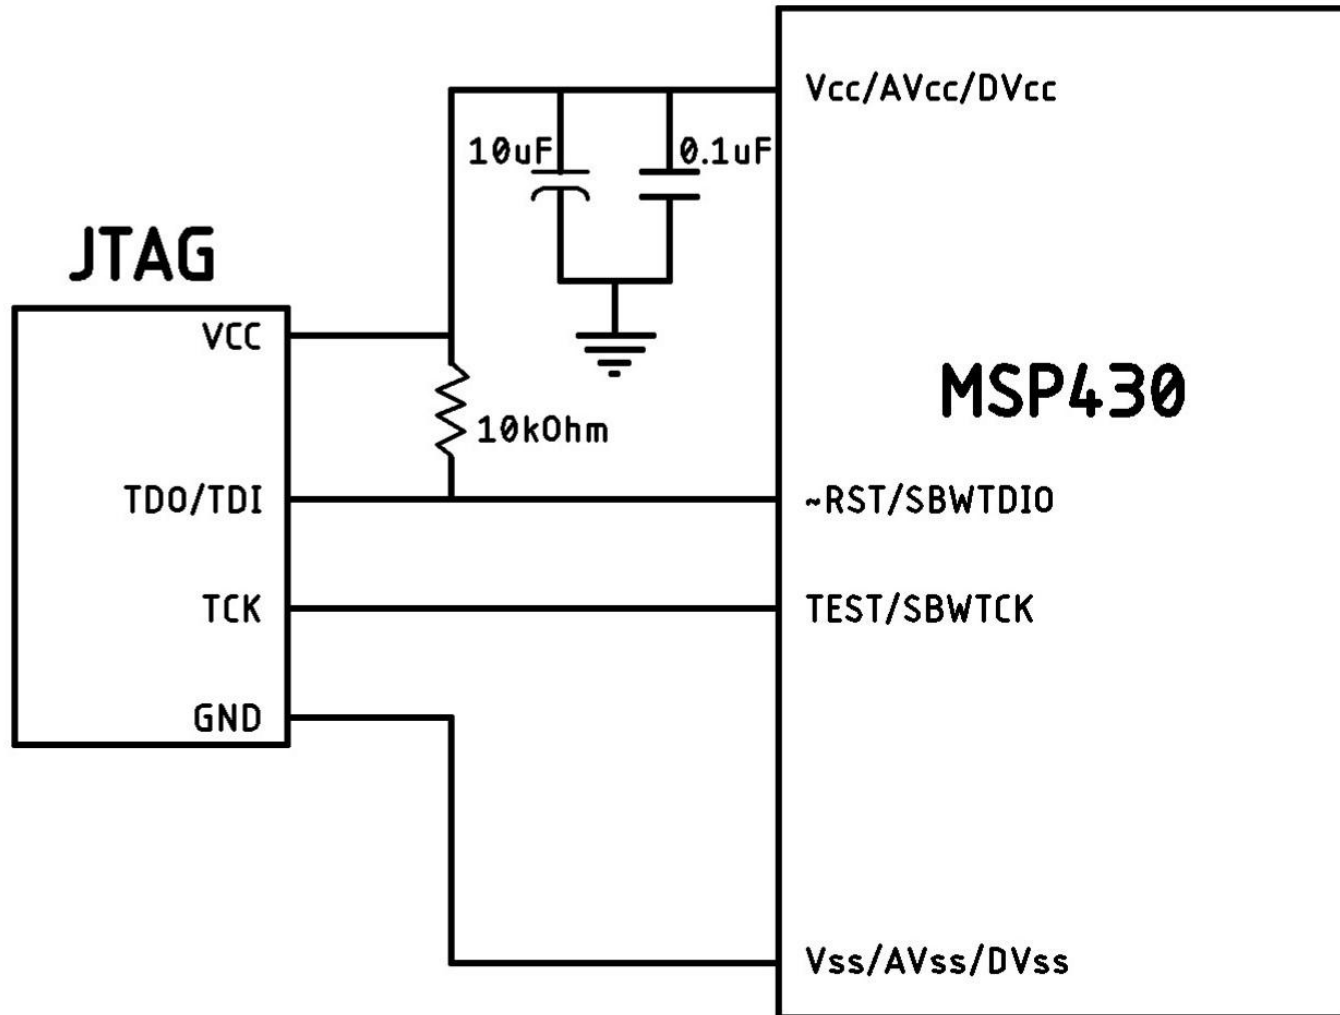 Vcc/AVcc/DVcc
10uF
0.1uF
JTAG
VCC
MSP430
10kOhm
TDO/TDI
~RST/SBWTDIO
TCK
TEST/SBWTCK
GND
Vss/AVss/DVss